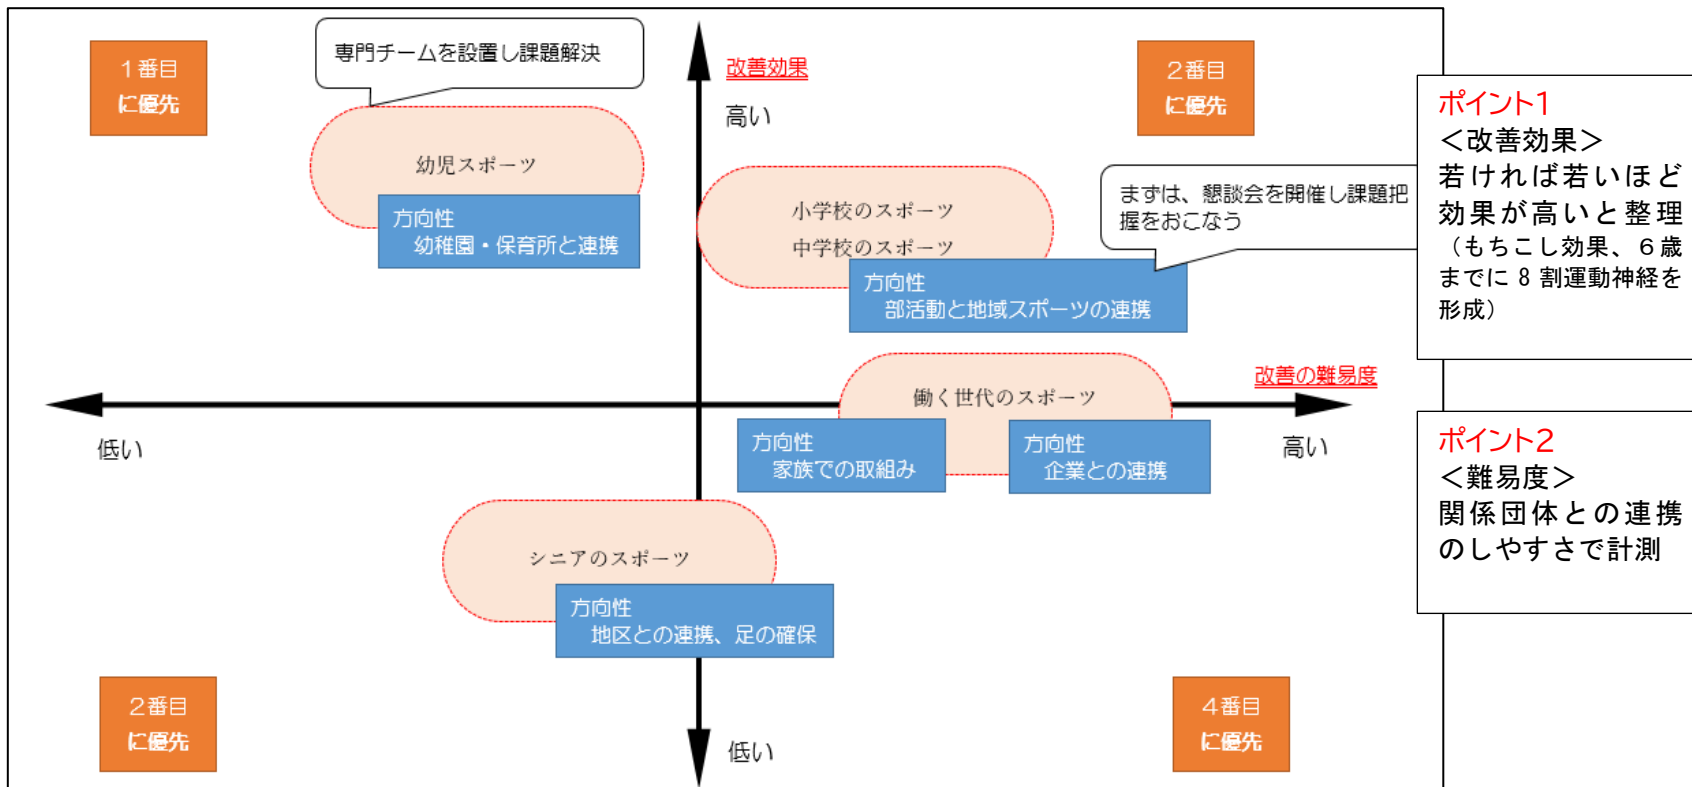 １番目
に優先
専門チームを設置し課題解決
改善効果
高い
２番目
に優先
幼児スポーツ
方向性
幼稚園・保育所と連携
小学校のスポーツ
中学校のスポーツ
まずは、懇談会を開催し課題把
握をおこなう
方向性
部活動と地域スポーツの連携
ポイント1
＜改善効果＞
若ければ若いほど
効果が高いと整理
（もちこし効果、６歳
までに８割運動神経を
形成）
改善の難易度
働く世代のスポーツ
低い
高い
方向性
家族での取組み
方向性
企業との連携
ポイント2
＜難易度＞
関係団体との連携
のしやすさで計測
シニアのスポーツ
方向性
地区との連携、足の確保
２番目
に優先
低い
４番目
に優先